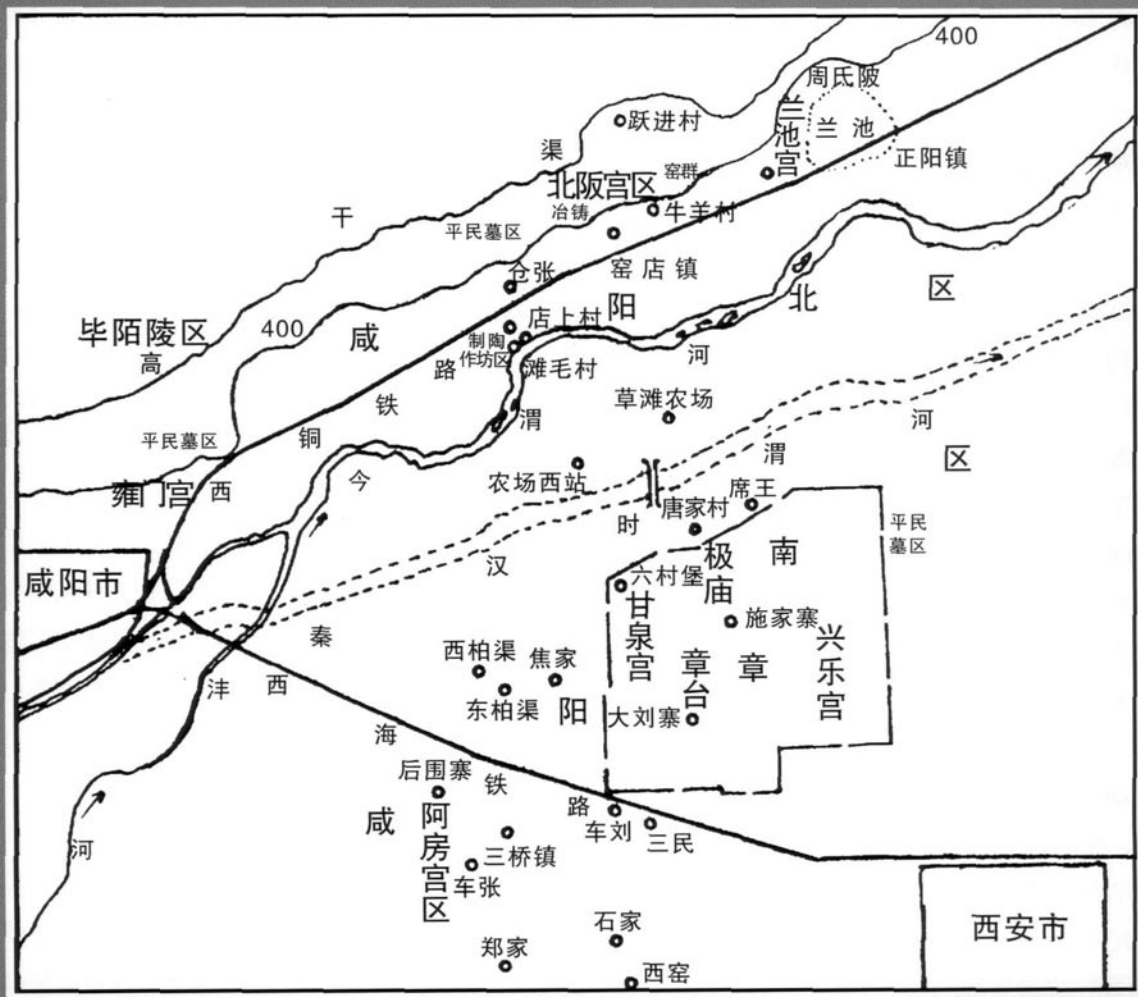 400
周氏陂
兰池宫
兰池
跃进村
正阳镇
渠
窑群
北阪宫区
干
冶铸
牛羊村
平民墓区
仓张
窑店镇
区
阳
北
毕陌陵区
400
咸
店上村
高
制陶
作坊区
路
滩毛村
河
铁
草滩农场
渭
河
铜
平民墓区
区
今
渭
农场西站
雍门宫
西
席王
唐家村
时
平民
墓区
南
极庙
汉
咸阳市
六村堡
甘泉宫
施家寨
秦
兴乐宫
西柏渠
焦家
章台
章
沣
西
东柏渠
阳
大刘寨
海
后围寨
铁
路
咸
阿房宫区
车刘
三民
河
三桥镇
车张
石家
西安市
郑家
西窑